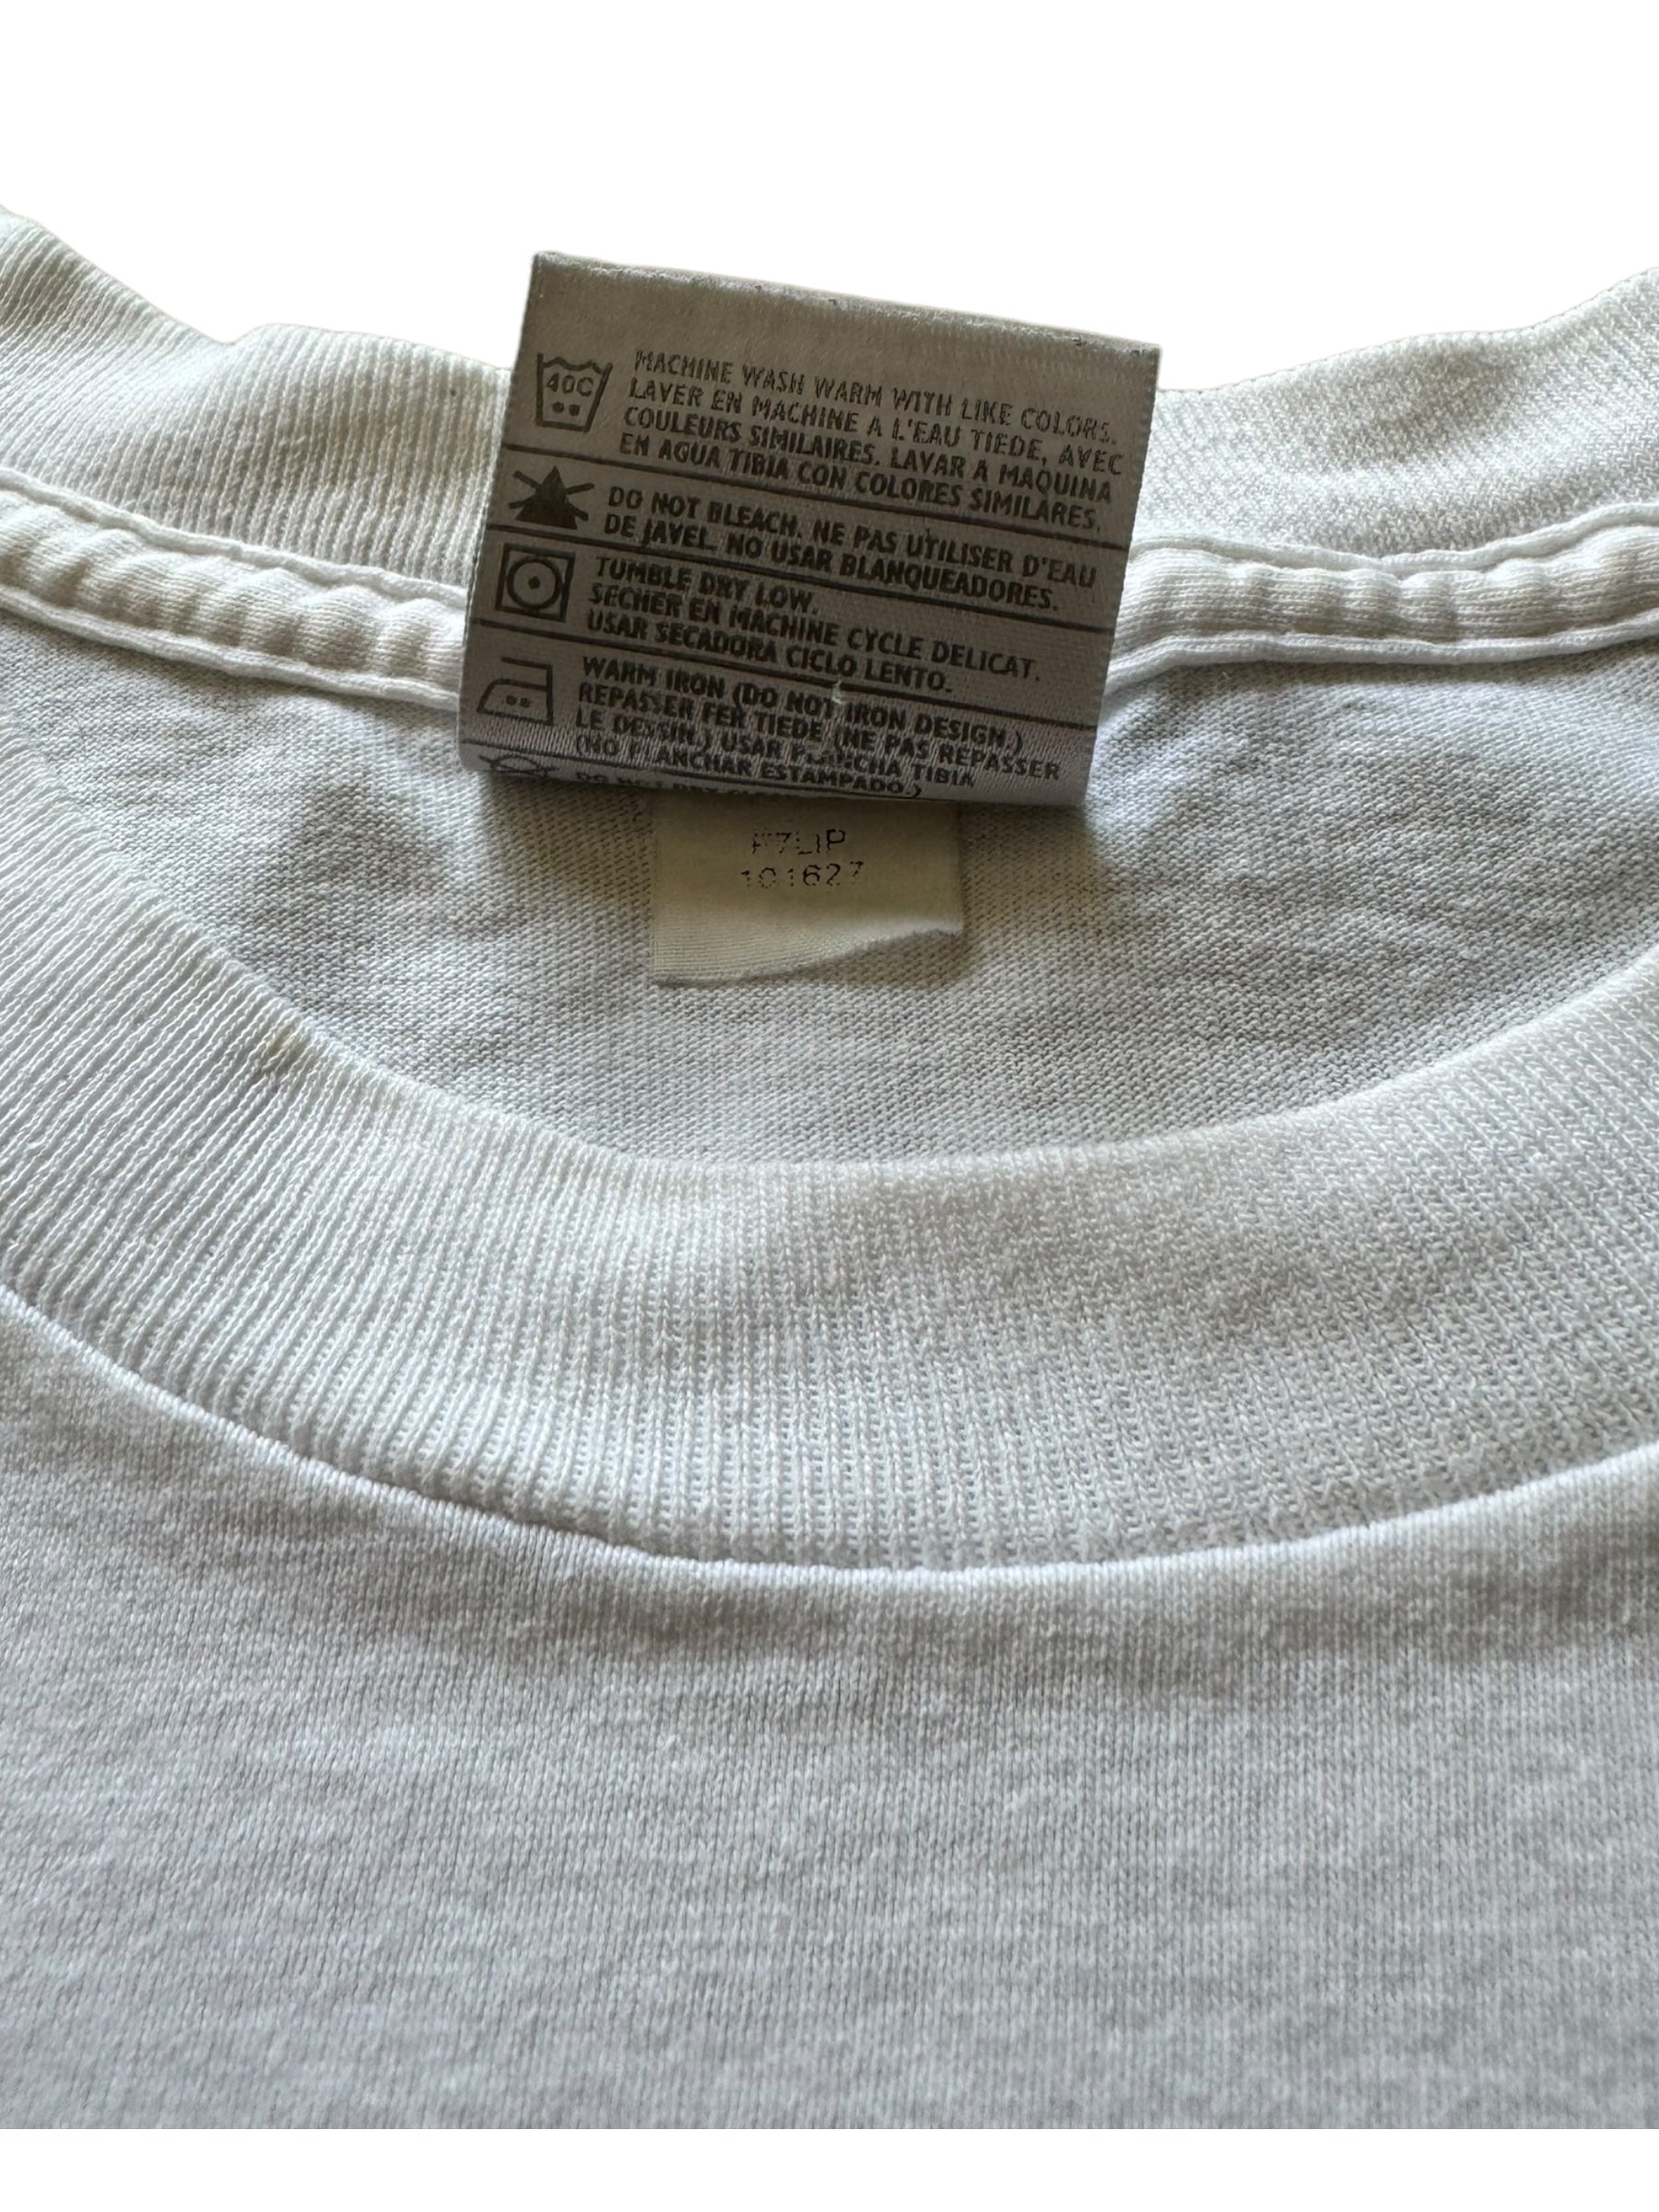 40C
MACHINE WASH WARM WITH LIKE COLORS.
LAVER EN MACHINE A L'EAU TIEDE, AVEC
COULEURS SIMILAIRES. LAVAR A MAQUINA
EN AGUA TIBIA CON COLORES SIMILARES.
DO NOT BLEACH. NE PAS UTILISER D'EAU
DE JAVEL. NO USAR BLANQUEADORES.
TUMBLE DRY LOW.
SECHER EN MACHINE CYCLE DELICAT.
USAR SECADORA CICLO LENTO.
WARM IRON (DO NOT IRON DESIGN.)
REPASSER FER TIEDE (NE PAS REPASSER
LE DESSIN.) USAR PLANCHA TIBIA
(NO PLANCHAR ESTAMPADO.)
101627